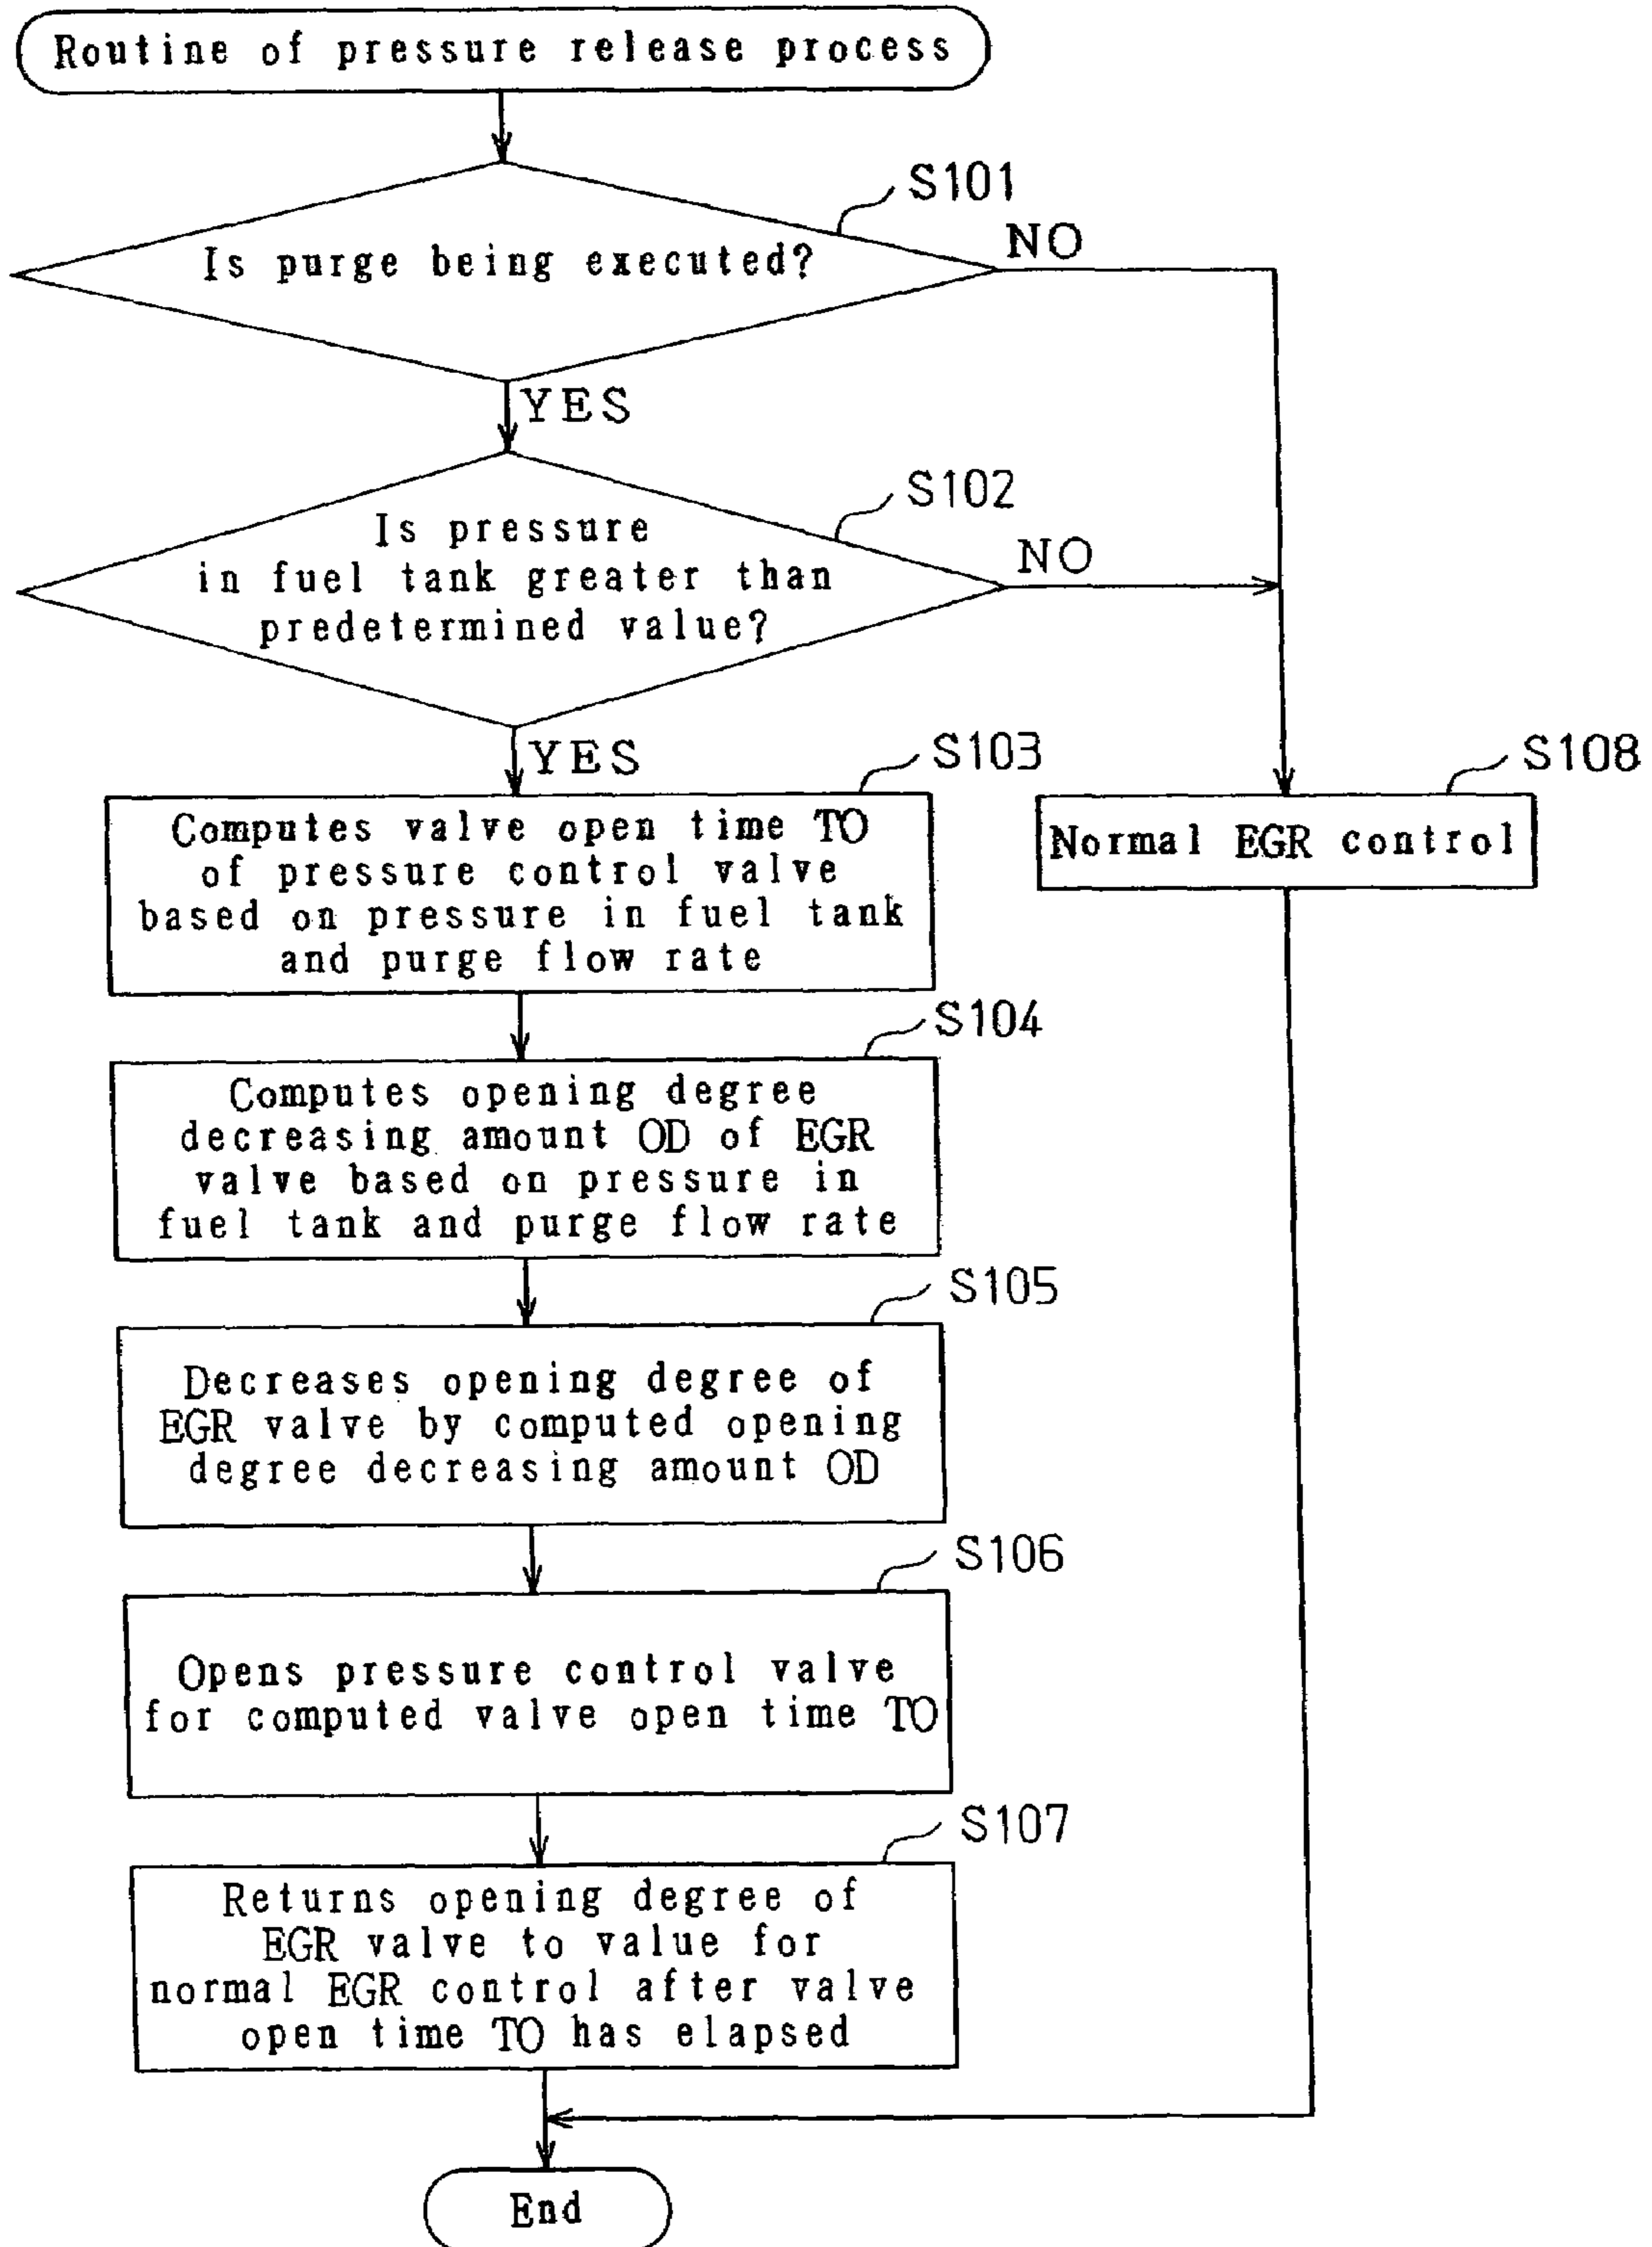 Routine of pressure release process
S101
Is purge being executed?
NO
YES
S102
Is pressure
in fuel tank greater than
predetermined value?
NO
YES
S103
Computes valve open time TO
of pressure control valve
based on pressure in fuel tank
and purge flow rate
S108
Normal EGR control
S104
Computes opening degree
decreasing amount OD of EGR
valve based on pressure in
fuel tank and purge flow rate
S105
Decreases opening degree of
EGR valve by computed opening
degree decreasing amount OD
S106
Opens pressure control valve
for computed valve open time TO
S107
Returns opening degree of
EGR valve to value for
normal EGR control after valve
open time TO has elapsed
End